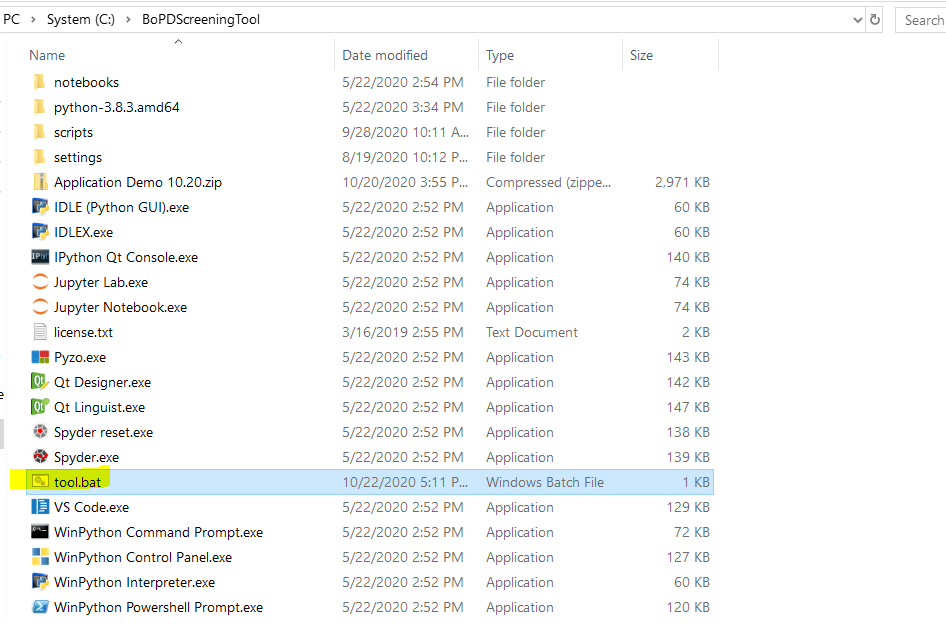 PC › System (C:) › BoPDScreeningTool Search
Name Date modified Type Size
notebooks 5/22/2020 2:54 PM File folder
python-3.8.3.amd64 5/22/2020 3:34 PM File folder
scripts 9/28/2020 10:11 A... File folder
settings 8/19/2020 10:12 P... File folder
Application Demo 10.20.zip 10/20/2020 3:55 P... Compressed (zippe... 2,971 KB
IDLE (Python GUI).exe 5/22/2020 2:52 PM Application 60 KB
IDLEX.exe 5/22/2020 2:52 PM Application 60 KB
IPython Qt Console.exe 5/22/2020 2:52 PM Application 140 KB
Jupyter Lab.exe 5/22/2020 2:52 PM Application 74 KB
Jupyter Notebook.exe 5/22/2020 2:52 PM Application 74 KB
license.txt 3/16/2019 2:55 PM Text Document 2 KB
Pyzo.exe 5/22/2020 2:52 PM Application 143 KB
Qt Designer.exe 5/22/2020 2:52 PM Application 142 KB
Qt Linguist.exe 5/22/2020 2:52 PM Application 147 KB
Spyder reset.exe 5/22/2020 2:52 PM Application 138 KB
Spyder.exe 5/22/2020 2:52 PM Application 139 KB
tool.bat 10/22/2020 5:11 P... Windows Batch File 1 KB
VS Code.exe 5/22/2020 2:52 PM Application 129 KB
WinPython Command Prompt.exe 5/22/2020 2:52 PM Application 72 KB
WinPython Control Panel.exe 5/22/2020 2:52 PM Application 127 KB
WinPython Interpreter.exe 5/22/2020 2:52 PM Application 60 KB
WinPython Powershell Prompt.exe 5/22/2020 2:52 PM Application 120 KB